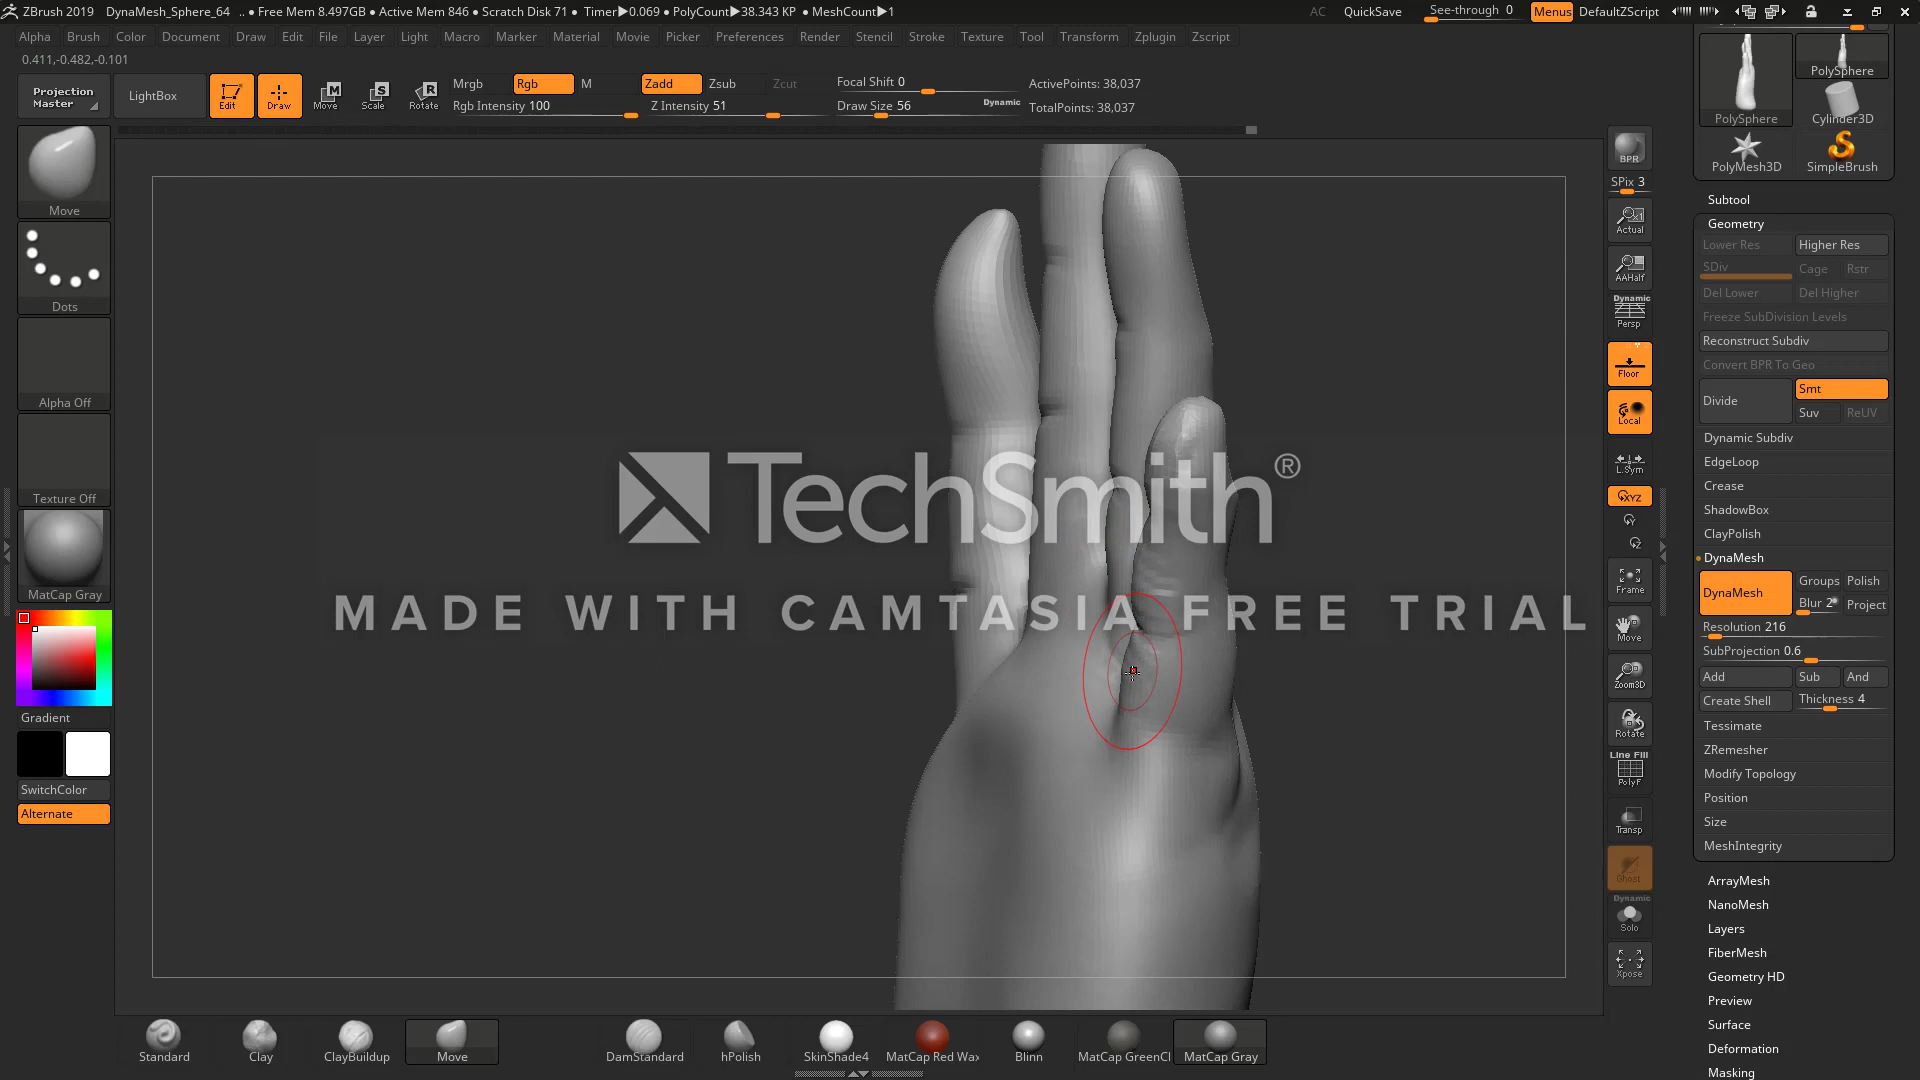 ZBrush 2019 DynaMesh_Sphere_64 .. ● Free Mem 8.497GB ● Active Mem 846 ● Scratch Disk 71 ● Timer▶0.069 ● PolyCount▶38.343 KP ● MeshCount▶1 AC QuickSave See-through 0 Menus DefaultZScript
Alpha Brush Color Document Draw Edit File Layer Light Macro Marker Material Movie Picker Preferences Render Stencil Stroke Texture Tool Transform Zplugin Zscript
0.411,-0.482,-0.101
Projection Master
LightBox
Edit
Draw
Move
Scale
Rotate
Mrgb Rgb M Zadd Zsub Zcut
Rgb Intensity 100 Z Intensity 51
Focal Shift 0
Draw Size 56 Dynamic
ActivePoints: 38,037
TotalPoints: 38,037
Move
Dots
Alpha Off
Texture Off
MatCap Gray
Gradient
SwitchColor
Alternate
TechSmith®
MADE WITH CAMTASIA FREE TRIAL
BPR
SPix 3
Actual
AAHalf
Dynamic
Persp
Floor
Local
L.Sym
XYZ
Y
Z
Frame
Move
Zoom3D
Rotate
Line Fill
PolyF
Transp
Ghost
Dynamic
Solo
Xpose
PolySphere
PolySphere
Cylinder3D
PolyMesh3D
SimpleBrush
Subtool
Geometry
Lower Res Higher Res
SDiv Cage Rstr
Del Lower Del Higher
Freeze SubDivision Levels
Reconstruct Subdiv
Convert BPR To Geo
Divide Smt
Suv ReUV
Dynamic Subdiv
EdgeLoop
Crease
ShadowBox
ClayPolish
DynaMesh
DynaMesh Groups Polish
Blur 2 Project
Resolution 216
SubProjection 0.6
Add Sub And
Create Shell Thickness 4
Tessimate
ZRemesher
Modify Topology
Position
Size
MeshIntegrity
ArrayMesh
NanoMesh
Layers
FiberMesh
Geometry HD
Preview
Surface
Deformation
Masking
Standard Clay ClayBuildup Move DamStandard hPolish SkinShade4 MatCap Red Wax Blinn MatCap GreenCl MatCap Gray